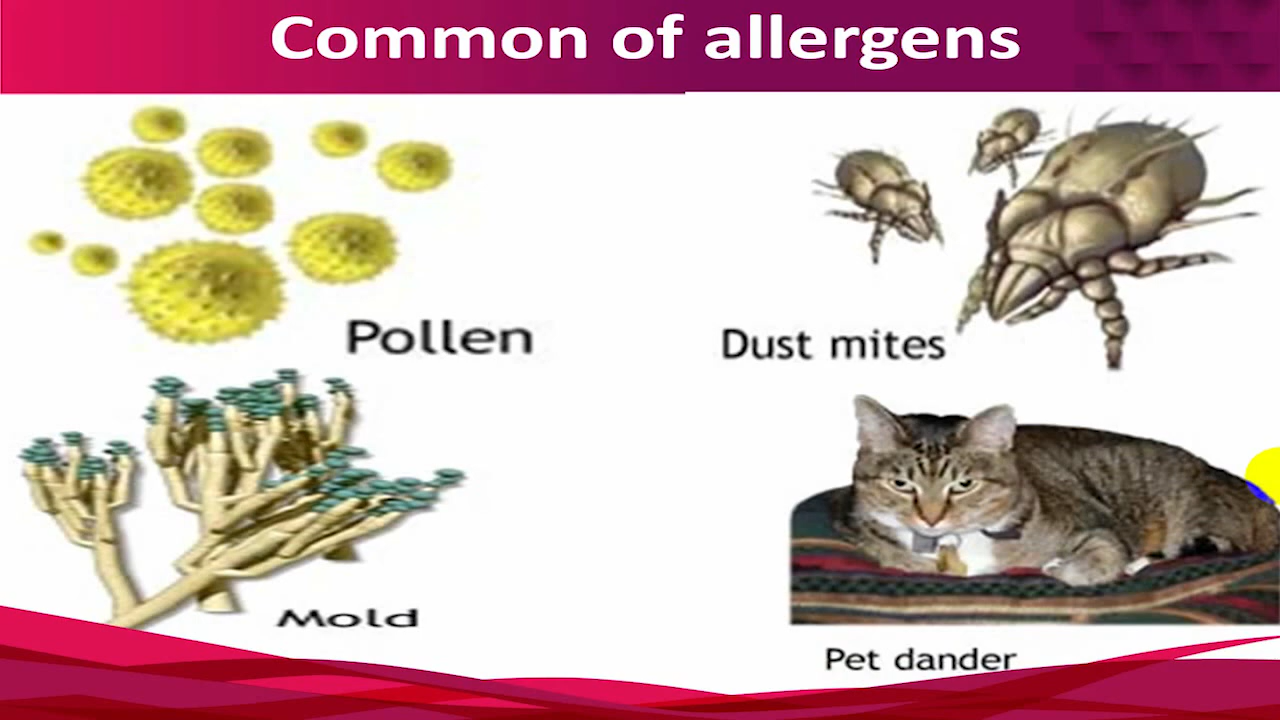 Common of allergens
Pollen
Dust mites
Mold
Pet dander